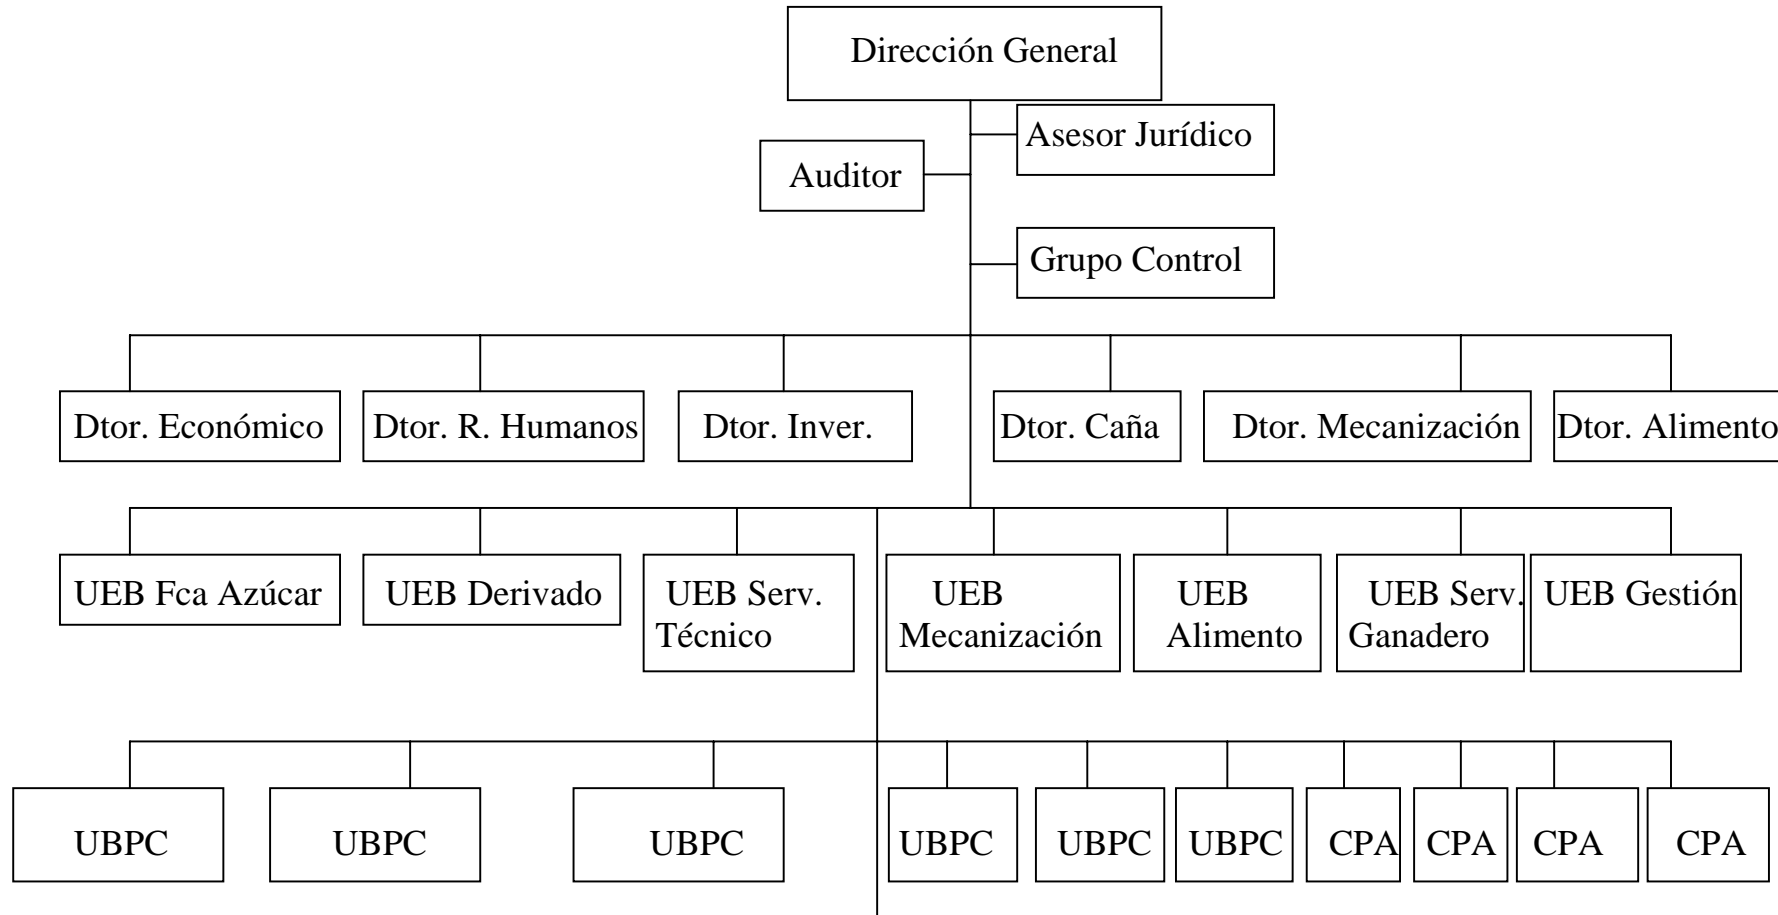 Dirección General
Asesor Jurídico
Auditor
Grupo Control
Dtor. Económico
Dtor. R. Humanos
Dtor. Inver.
Dtor. Caña
Dtor. Mecanización
Dtor. Alimento
UEB Fca Azúcar
UEB Derivado
UEB Serv.
Técnico
UEB
Mecanización
UEB
Alimento
UEB Serv.
Ganadero
UEB Gestión
UBPC
UBPC
UBPC
UBPC
UBPC
UBPC
CPA
CPA
CPA
CPA